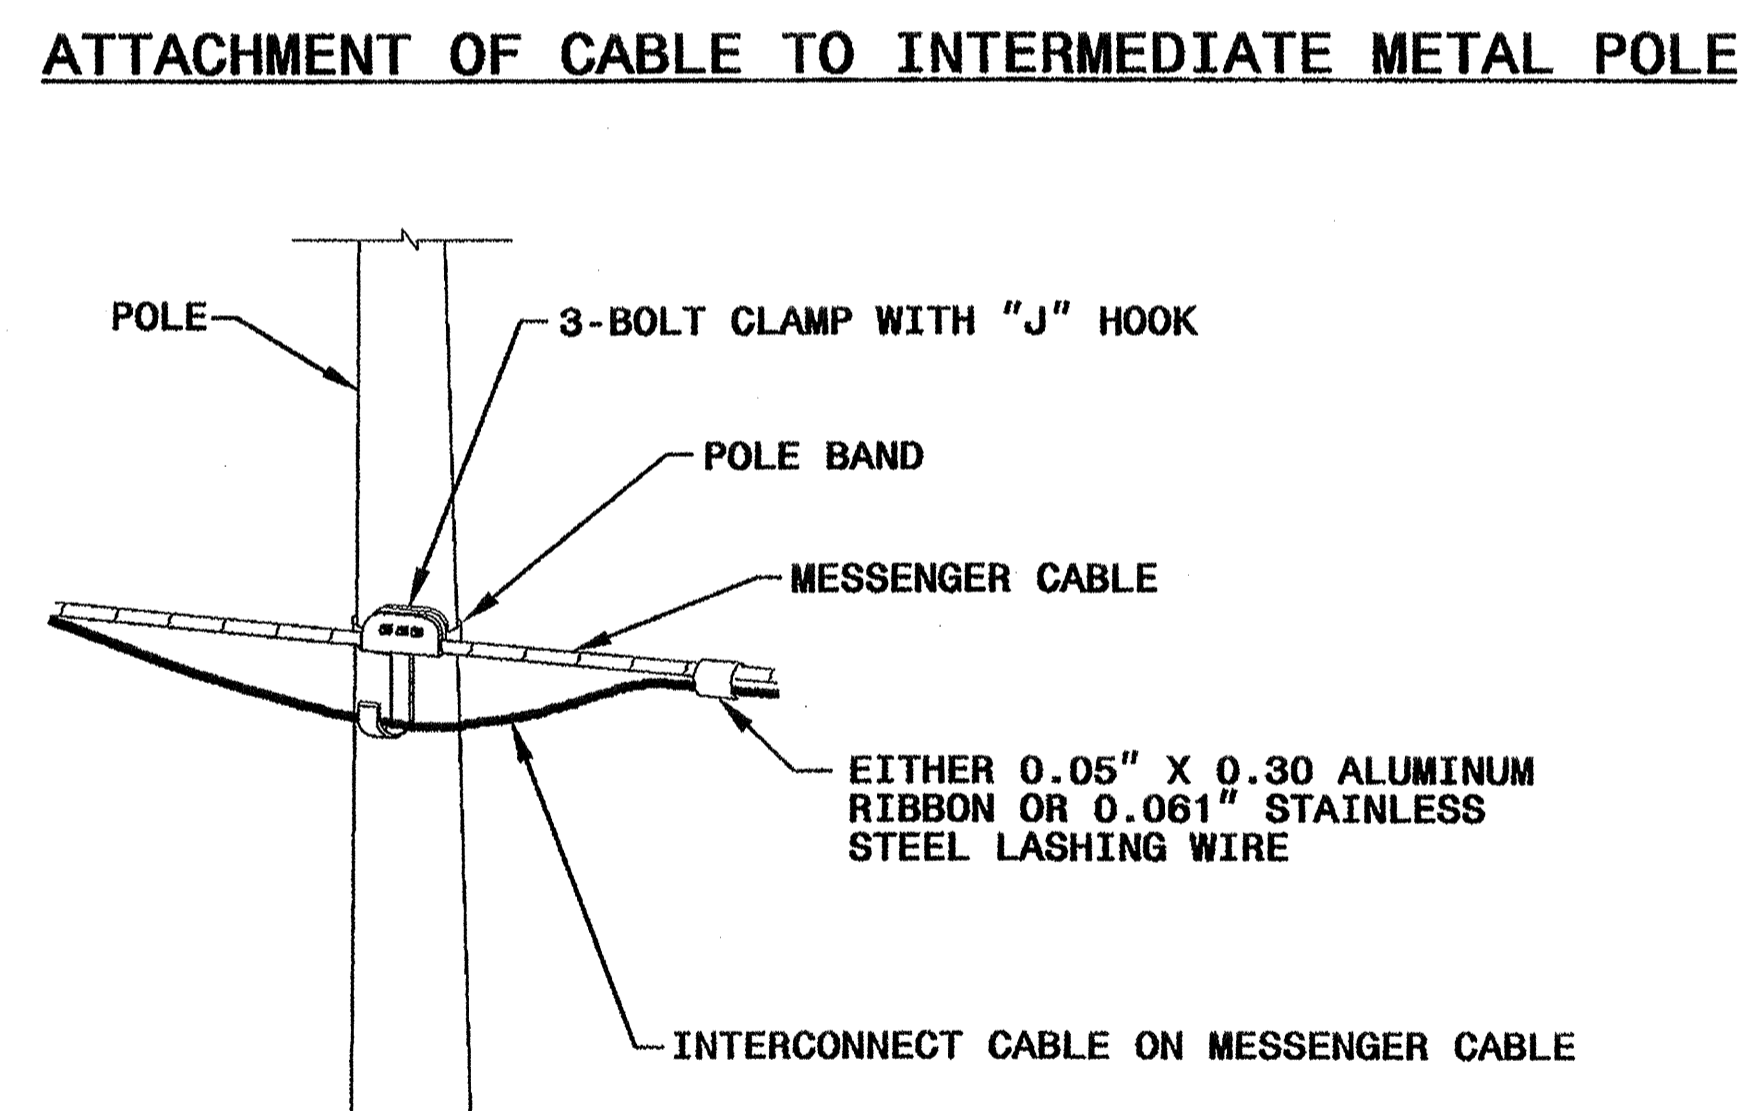 ATTACHMENT OF CABLE TO INTERMEDIATE METAL POLE
POLE
3-BOLT CLAMP WITH "J" HOOK
POLE BAND
MESSENGER CABLE
EITHER 0.05" X 0.30 ALUMINUM
RIBBON OR 0.061" STAINLESS
STEEL LASHING WIRE
INTERCONNECT CABLE ON MESSENGER CABLE